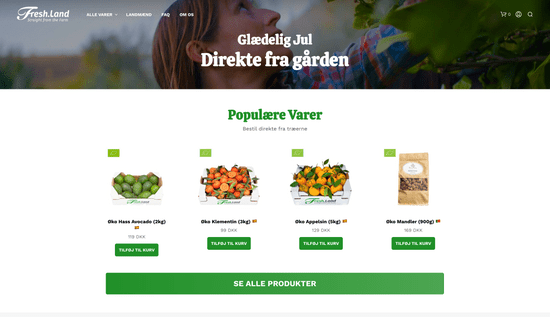 Fresh.Land
Straight from the Farm
ALLE VARER
LANDMÆND
FAQ
OM OS
0
Glædelig Jul
Direkte fra gården
Populære Varer
Bestil direkte fra træerne
Øko Hass Avocado (2kg)
119 DKK
TILFØJ TIL KURV
Øko Klementin (3kg)
99 DKK
TILFØJ TIL KURV
Øko Appelsin (5kg)
129 DKK
TILFØJ TIL KURV
Øko Mandler (900g)
169 DKK
TILFØJ TIL KURV
SE ALLE PRODUKTER